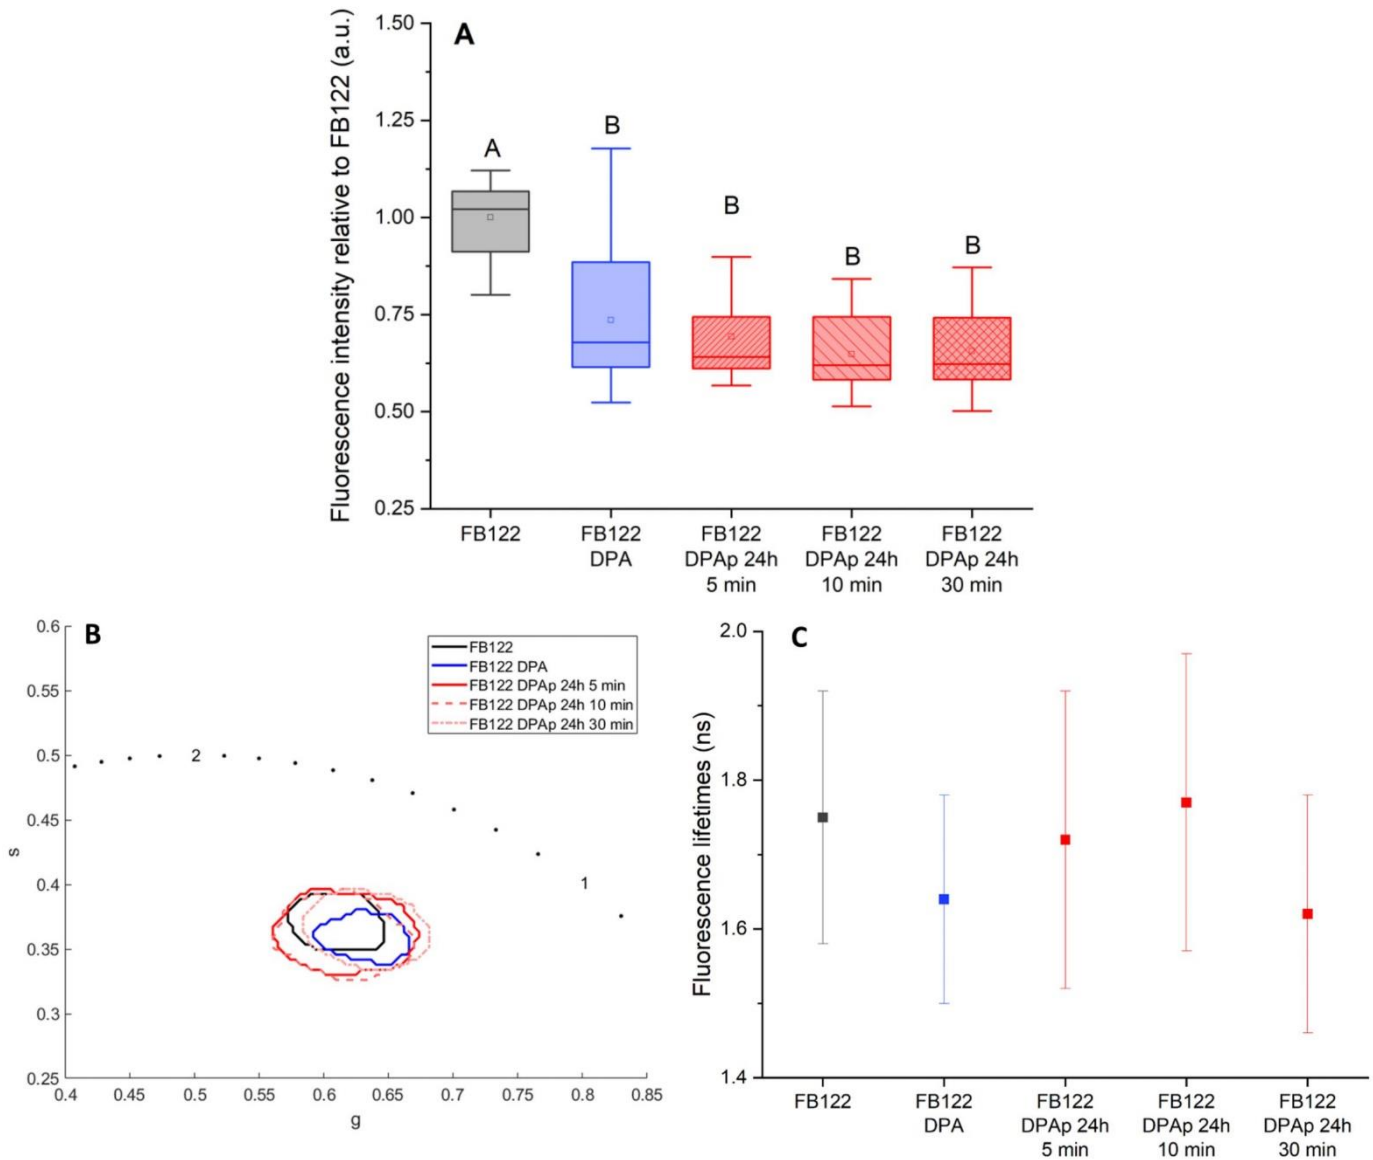 A
Fluorescence intensity relative to FB122 (a.u.)
1.50
1.25
1.00
0.75
0.50
0.25
A
B
B
B
B
FB122
FB122
DPA
FB122
DPAp 24h
5 min
FB122
DPAp 24h
10 min
FB122
DPAp 24h
30 min
B
s
0.6
0.55
0.5
0.45
0.4
0.35
0.3
0.25
FB122
FB122 DPA
FB122 DPAp 24h 5 min
FB122 DPAp 24h 10 min
FB122 DPAp 24h 30 min
2
1
0.4 0.45 0.5 0.55 0.6 0.65 0.7 0.75 0.8 0.85
g
C
Fluorescence lifetimes (ns)
2.0
1.8
1.6
1.4
FB122
FB122
DPA
FB122
DPAp 24h
5 min
FB122
DPAp 24h
10 min
FB122
DPAp 24h
30 min